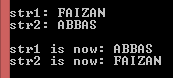 str1: FAIZAN
str2: ABBAS
str1 is now: ABBAS
str2 is now: FAIZAN